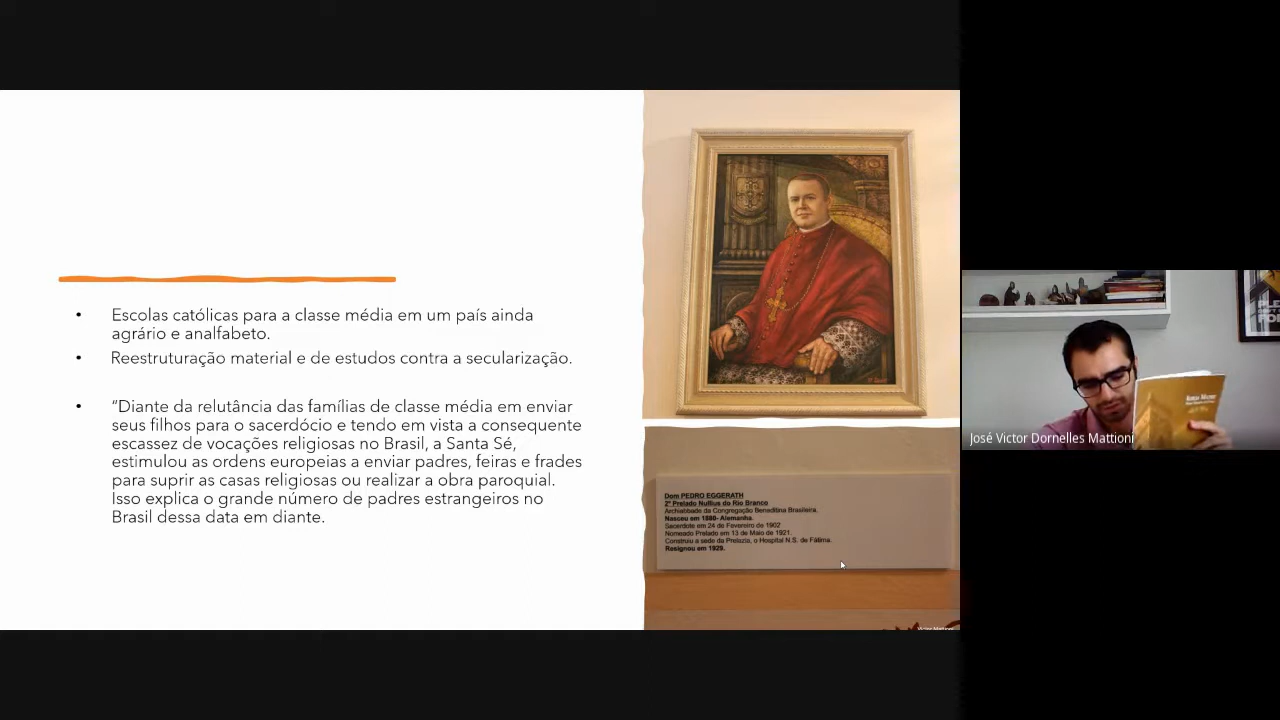 • Escolas católicas para a classe média em um país ainda
agrário e analfabeto.
• Reestruturação material e de estudos contra a secularização.
• “Diante da relutância das famílias de classe média em enviar
seus filhos para o sacerdócio e tendo em vista a consequente
escassez de vocações religiosas no Brasil, a Santa Sé,
estimulou as ordens europeias a enviar padres, feiras e frades
para suprir as casas religiosas ou realizar a obra paroquial.
Isso explica o grande número de padres estrangeiros no
Brasil dessa data em diante.
Dom PEDRO EGGERATH
2º Prelado Nullius do Rio Branco
Archiabbade da Congregação Beneditina Brasileira.
Nasceu em 1880- Alemanha.
Sacerdote em 24 de Fevereiro de 1902
Nomeado Prelado em 13 de Maio de 1921.
Construiu a sede da Prelazia, o Hospital N.S. de Fátima.
Resignou em 1929.
Victor Mattioni
José Victor Dornelles Mattioni